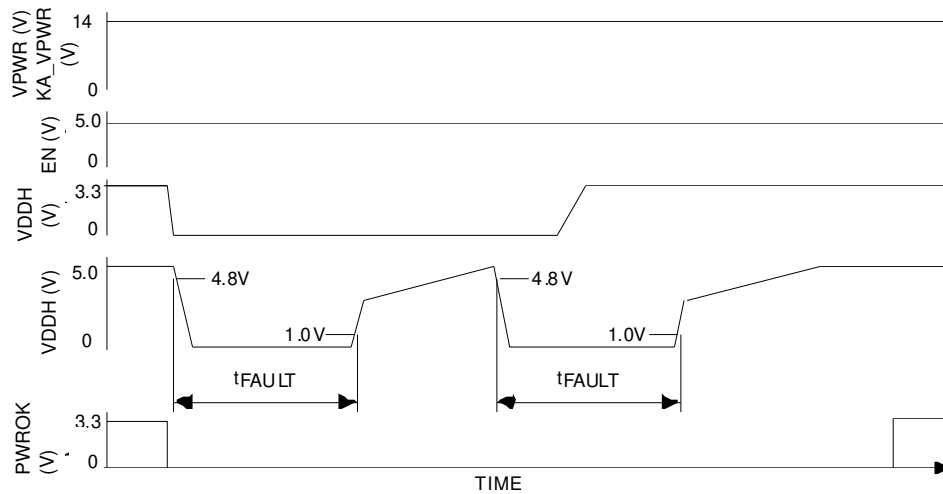 VPWR (V)
KA_VPWR
(V)
14
0
EN (V)
5.0
0
VDDH
(V)
3.3
0
VDDH (V)
5.0
0
4.8V
4.8V
1.0V
1.0V
tFAULT
tFAULT
PWROK
(V)
3.3
0
TIME